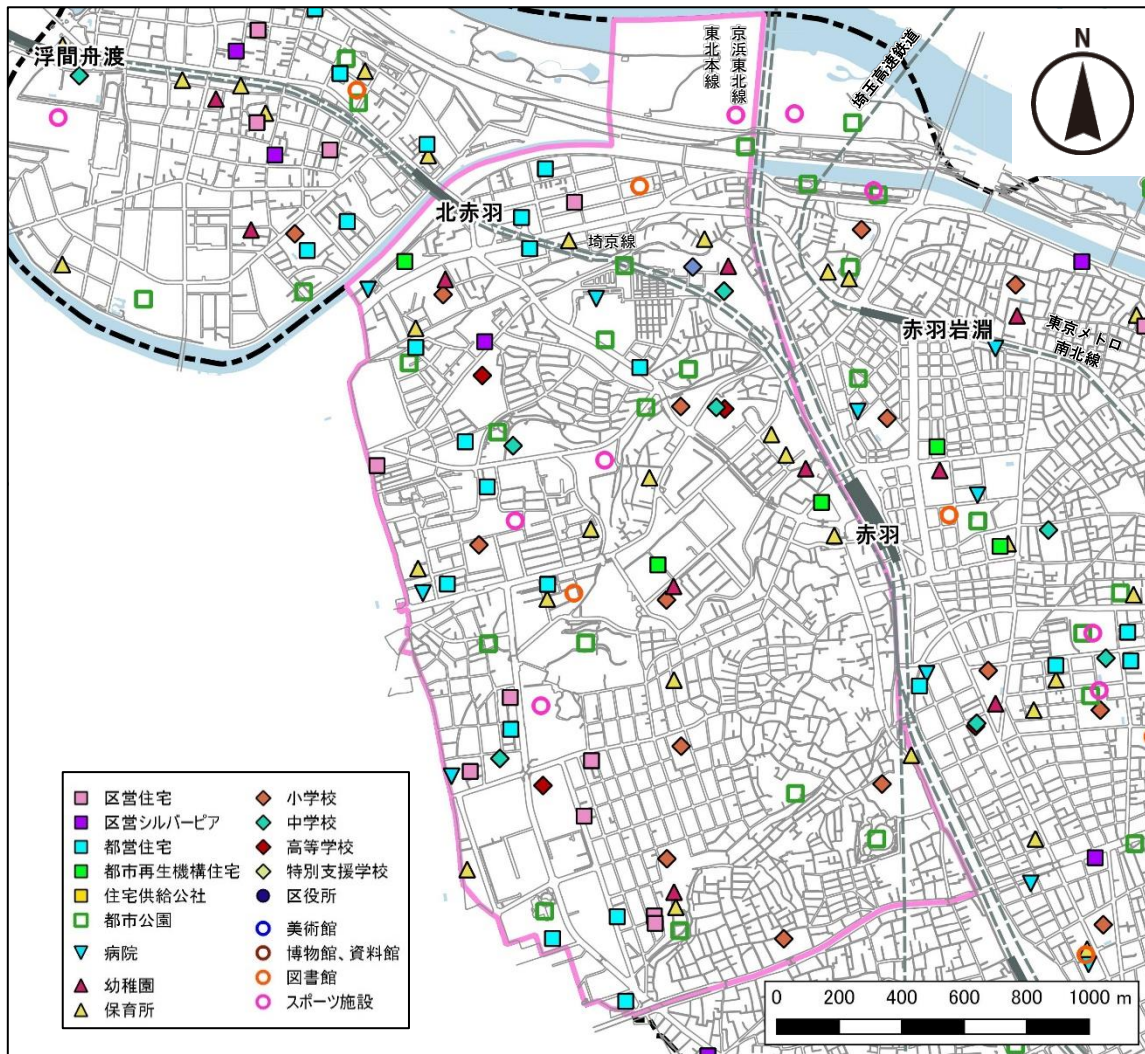 浮間舟渡
東北本線
京浜東北線
埼玉高速鉄道
N
北赤羽
埼京線
赤羽岩淵
東京メトロ
南北線
赤羽
区営住宅
区営シルバーピア
都営住宅
都市再生機構住宅
住宅供給公社
都市公園
病院
幼稚園
保育所
小学校
中学校
高等学校
特別支援学校
区役所
美術館
博物館、資料館
図書館
スポーツ施設
0 200 400 600 800 1000 m